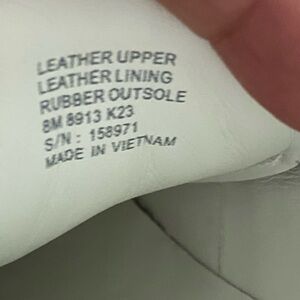 LEATHER UPPER
LEATHER LINING
RUBBER OUTSOLE
8M 8913 K23
S/N : 158971
MADE IN VIETNAM